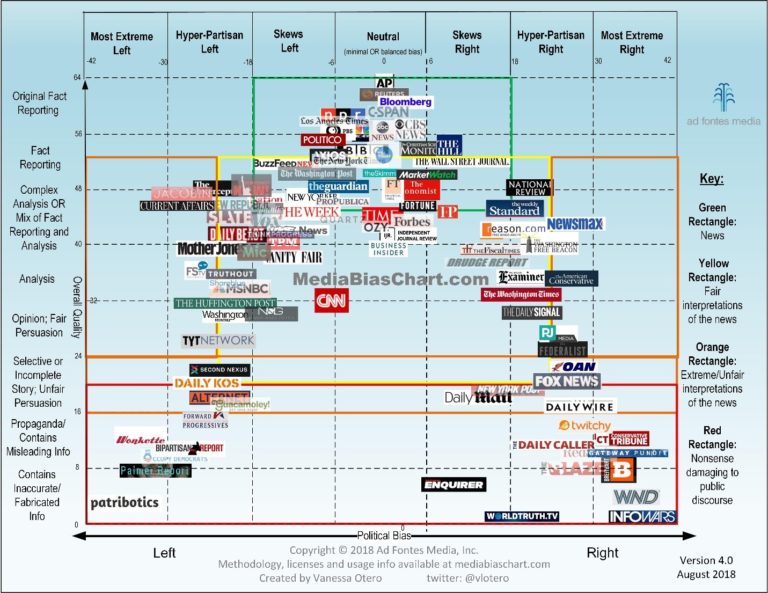 Most Extreme Left
Hyper-Partisan Left
Skews Left
Neutral
(minimal OR balanced bias)
Skews Right
Hyper-Partisan Right
Most Extreme Right
-42
-30
-18
-6
0
6
18
30
42
64
56
48
40
32
24
16
8
0
Overall Quality
Original Fact Reporting
Fact Reporting
Complex Analysis OR Mix of Fact Reporting and Analysis
Analysis
Opinion; Fair Persuasion
Selective or Incomplete Story; Unfair Persuasion
Propaganda/ Contains Misleading Info
Contains Inaccurate/ Fabricated Info
AP
REUTERS
Bloomberg
C-SPAN
Los Angeles Times
PBS
abc NEWS
CBS NEWS
POLITICO
BBC
THE HILL
BuzzFeed NEWS
The New York Times
THE WALL STREET JOURNAL
The Washington Post
theSkimm
MarketWatch
JACOBIN
The Intercept
theguardian
FT
The Economist
NATIONAL REVIEW
CURRENT AFFAIRS
NEW REPUBLIC
NEW YORKER
PROPUBLICA
FORTUNE
FP
the weekly Standard
SLATE
THE WEEK
QUARTZ
TIME
Forbes
OZY
reason.com
Newsmax
DAILY BEAST
News
IJR.
INDEPENDENT JOURNAL REVIEW
THE WASHINGTON FREE BEACON
Mother Jones
Mic
TPM
VANITY FAIR
BUSINESS INSIDER
THE FISCAL TIMES
DRUDGE REPORT
FSTV
TRUTHOUT
Shareblue
MSNBC
MediaBiasChart.com
Examiner
the American Conservative
THE HUFFINGTON POST
CNN
The Washington Times
Washington MONTHLY
THE DAILY SIGNAL
TYT NETWORK
PJ MEDIA
THE FEDERALIST
SECOND NEXUS
OAN
DAILY KOS
FOX NEWS
ALTERNET
Guacamoley!
NEW YORK POST
Daily Mail
DAILY WIRE
FORWARD PROGRESSIVES
twitchy
Wonkette
BIPARTISAN REPORT
THE DAILY CALLER
CT
CONSERVATIVE TRIBUNE
GATEWAY PUNDIT
OCCUPY DEMOCRATS
Palmer Report
THE BLAZE
BREITBART
patribotics
ENQUIRER
WND
WORLDTRUTH.TV
INFOWARS
Political Bias
0
Left
Right
Copyright © 2018 Ad Fontes Media, Inc.
Methodology, licenses and usage info available at mediabiaschart.com
Created by Vanessa Otero twitter: @vlotero
Version 4.0
August 2018
ad fontes media
Key:
Green Rectangle:
News
Yellow Rectangle:
Fair interpretations of the news
Orange Rectangle:
Extreme/Unfair interpretations of the news
Red Rectangle:
Nonsense damaging to public discourse